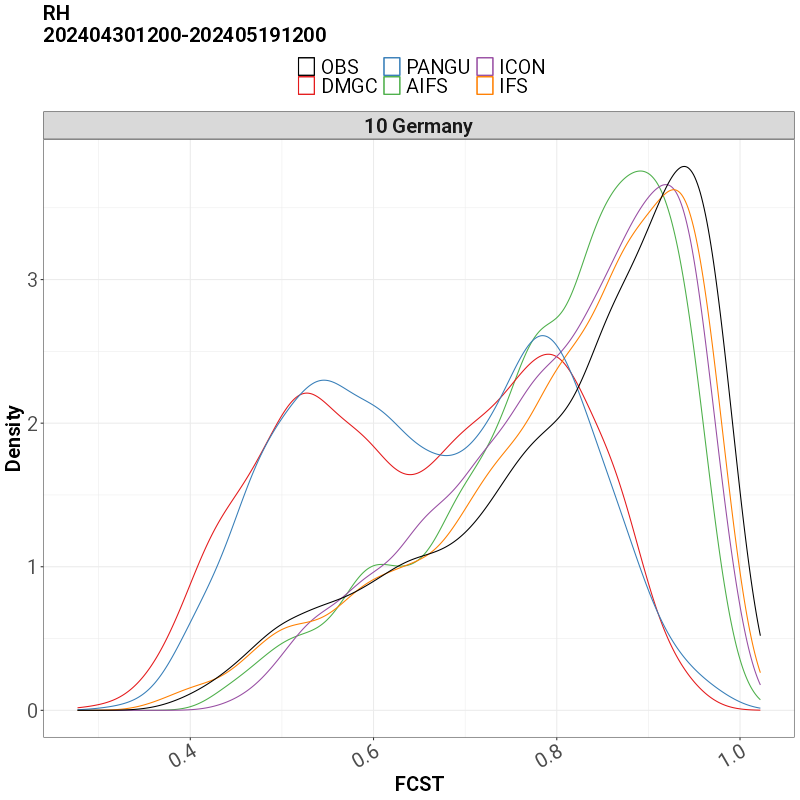 RH
202404301200-202405191200
OBS PANGU ICON
DMGC AIFS IFS
10 Germany
3
2
1
0
Density
0.4 0.6 0.8 1.0
FCST